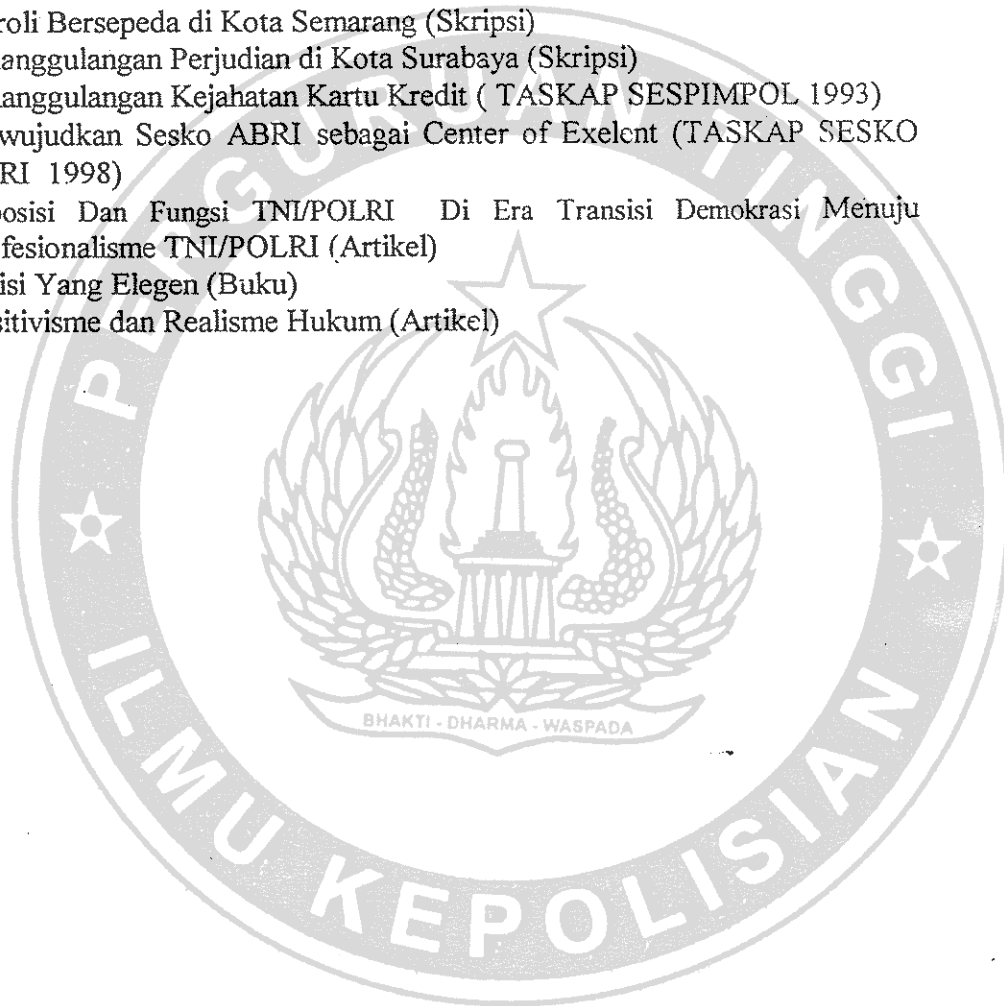 roli Bersepeda di Kota Semarang (Skripsi)
anggulangan Perjudian di Kota Surabaya (Skripsi)
anggulangan Kejahatan Kartu Kredit ( TASKAP SESPIMPOL 1993)
wujudkan Sesko ABRI sebagai Center of Exelent (TASKAP SESKO
RI 1998)
osisi Dan Fungsi TNI/POLRI Di Era Transisi Demokrasi Menuju
fesionalisme TNI/POLRI (Artikel)
isi Yang Elegen (Buku)
sitivisme dan Realisme Hukum (Artikel)
PERGURUAN TINGGI
BHAKTI - DHARMA - WASPADA
ILMU KEPOLISIAN